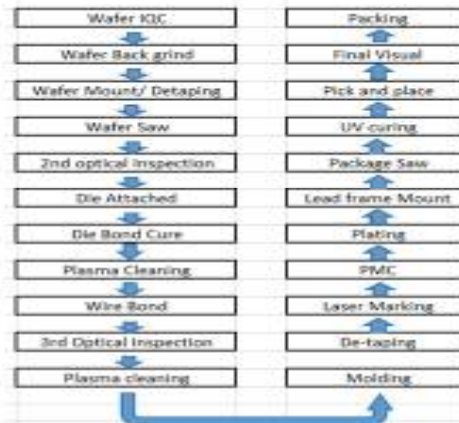 Wafer IQC
Wafer Back grind
Wafer Mount/ Detaping
Wafer Saw
2nd optical Inspection
Die Attached
Die Bond Cure
Plasma Cleaning
Wire Bond
3rd Optical Inspection
Plasma cleaning
Molding
De-taping
Laser Marking
PMC
Plating
Lead frame Mount
Package Saw
UV curing
Pick and place
Final Visual
Packing